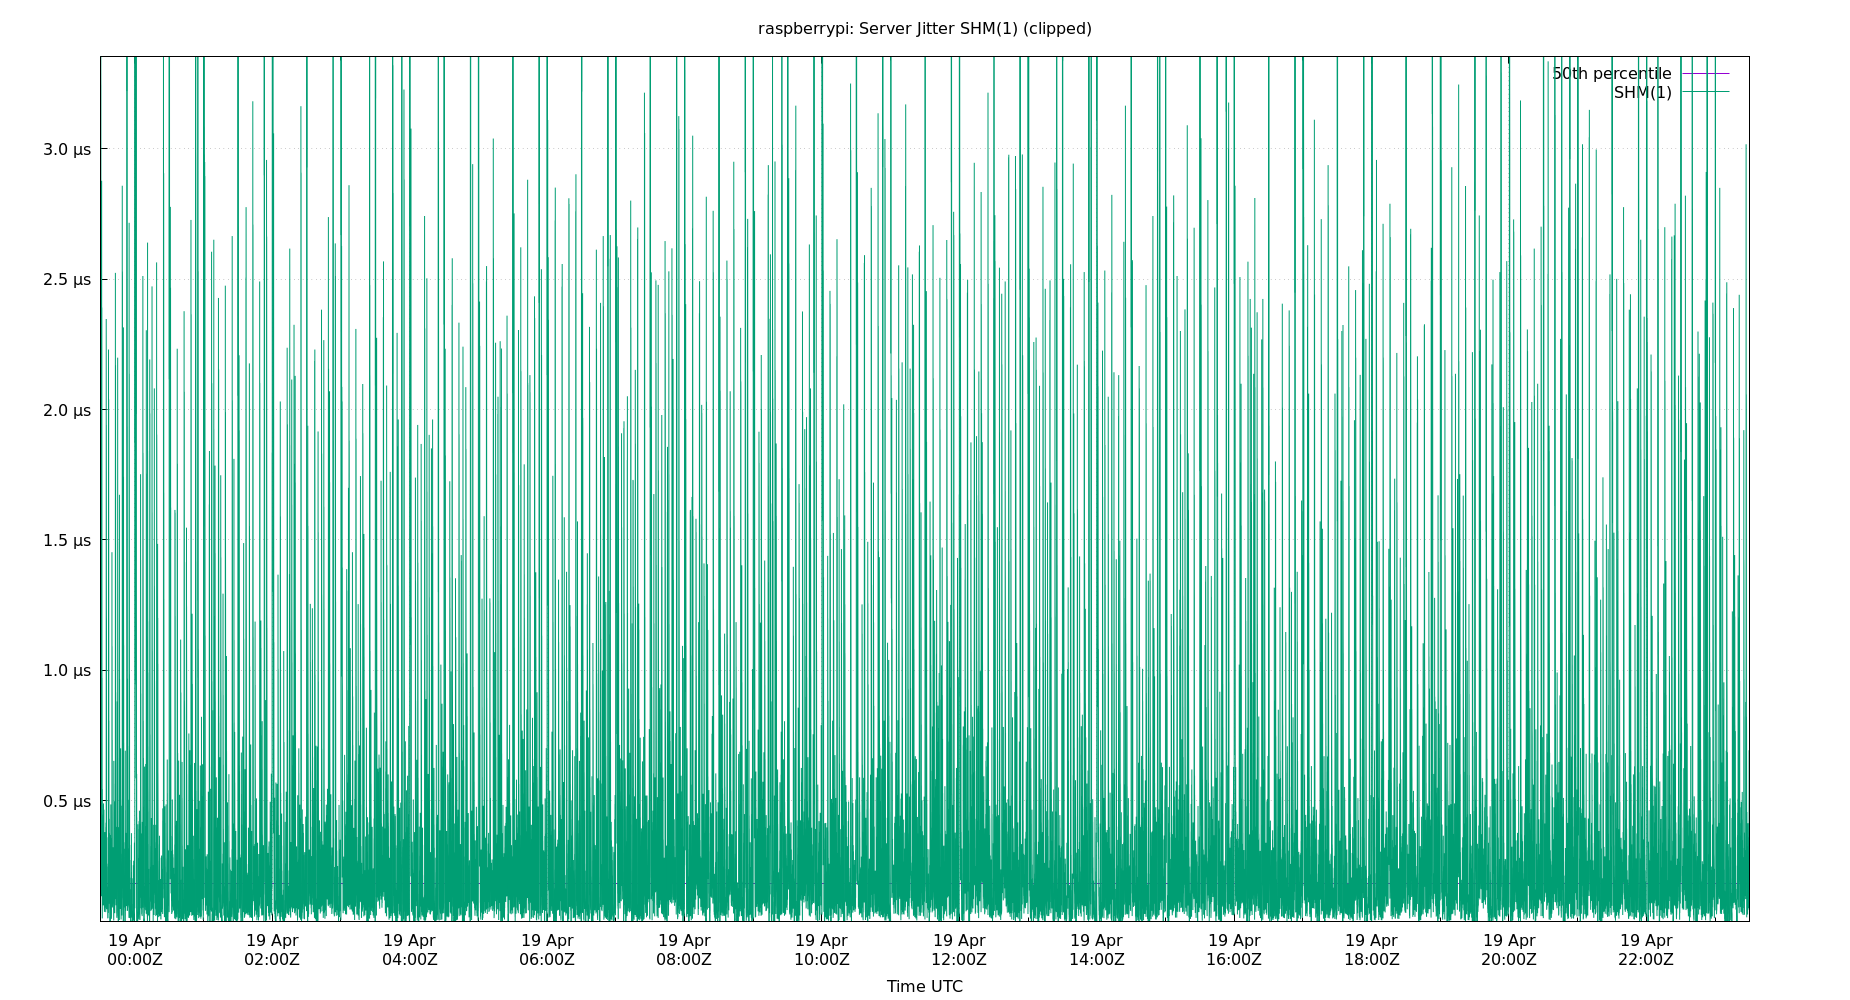 raspberrypi: Server Jitter SHM(1) (clipped)
50th percentile
SHM(1)
3.0 µs
2.5 µs
2.0 µs
1.5 µs
1.0 µs
0.5 µs
19 Apr 19 Apr 19 Apr 19 Apr 19 Apr 19 Apr 19 Apr 19 Apr 19 Apr 19 Apr 19 Apr 19 Apr
00:00Z 02:00Z 04:00Z 06:00Z 08:00Z 10:00Z 12:00Z 14:00Z 16:00Z 18:00Z 20:00Z 22:00Z
Time UTC